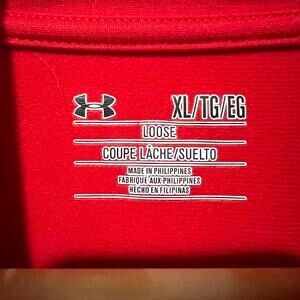 XL/TG/EG
LOOSE
COUPE LÂCHE/SUELTO
MADE IN PHILIPPINES
FABRIQUÉ AUX PHILIPPINES
HECHO EN FILIPINAS